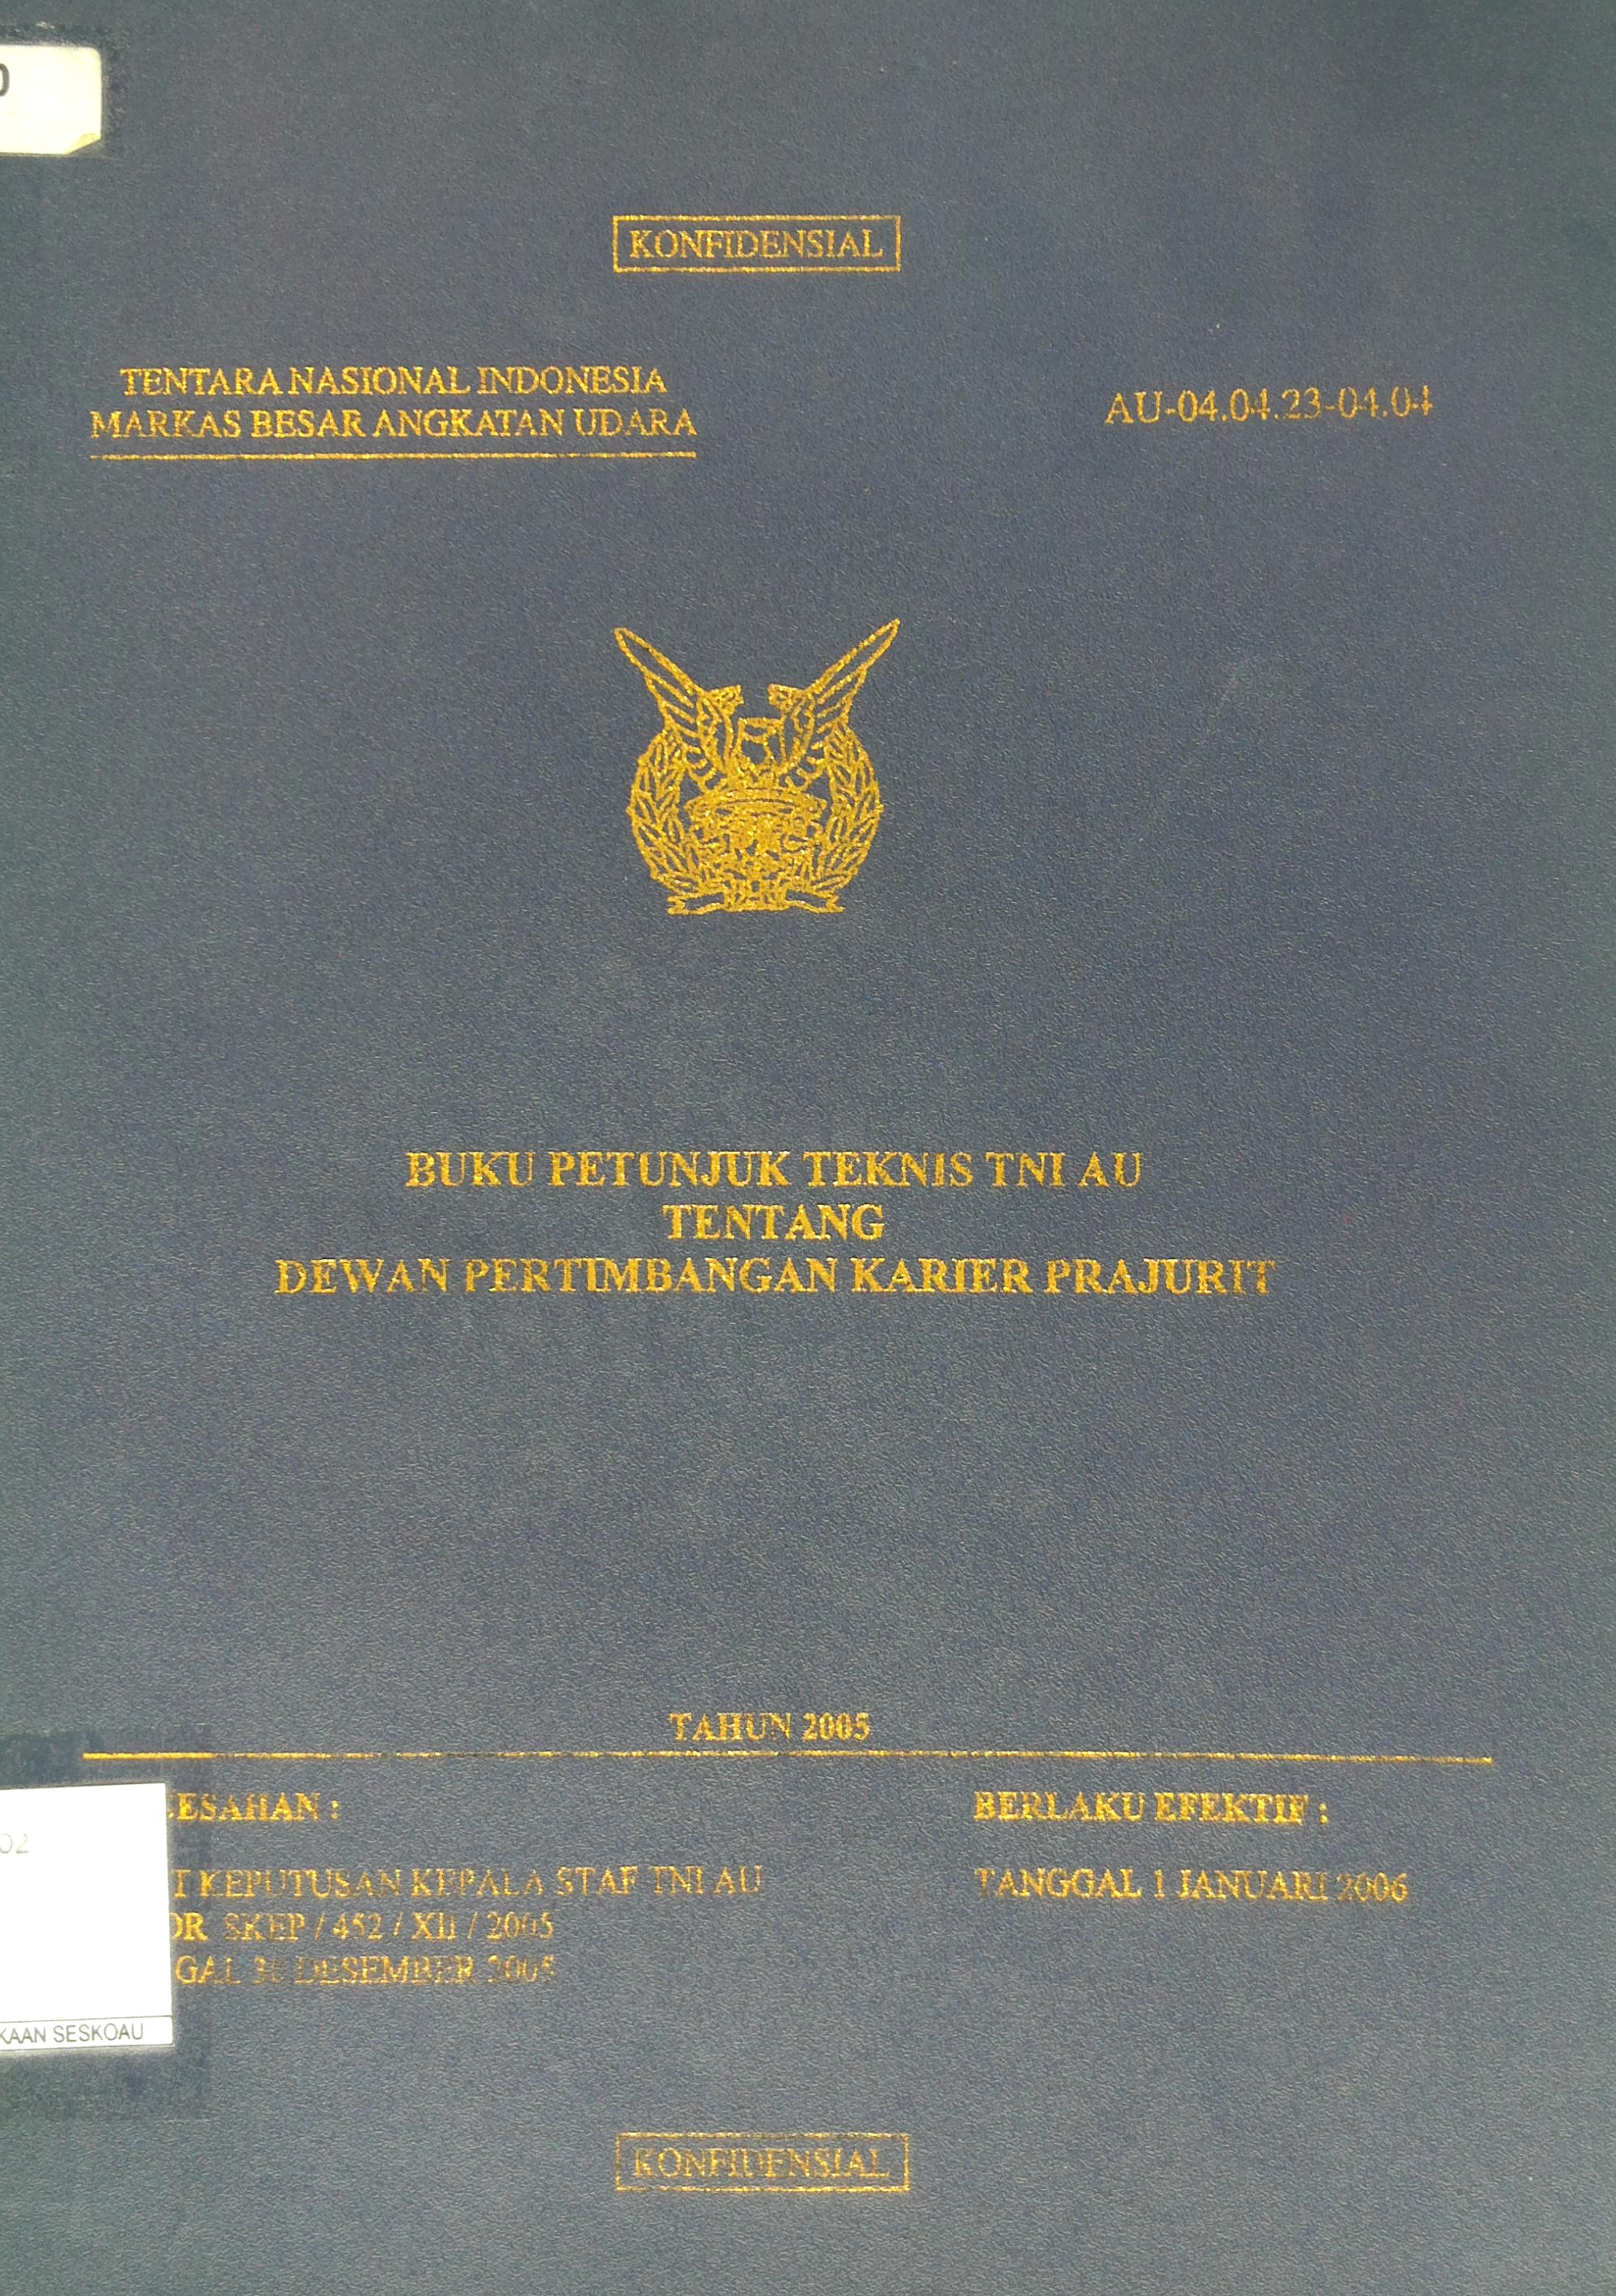 KONFIDENSIAL
TENTARA NASIONAL INDONESIA
MARKAS BESAR ANGKATAN UDARA
AU-04.04.23-04.04
BUKU PETUNJUK TEKNIS TNI AU
TENTANG
DEWAN PERTIMBANGAN KARIER PRAJURIT
TAHUN 2005
ESAHAN :
BERLAKU EFEKTIF :
T KEPUTUSAN KEPALA STAF TNI AU
TANGGAL 1 JANUARI 2006
OR SKEP / 452 / XII / 2005
GAL DESEMBER 2005
02
KAAN SESKOAU
KONFIDENSIAL